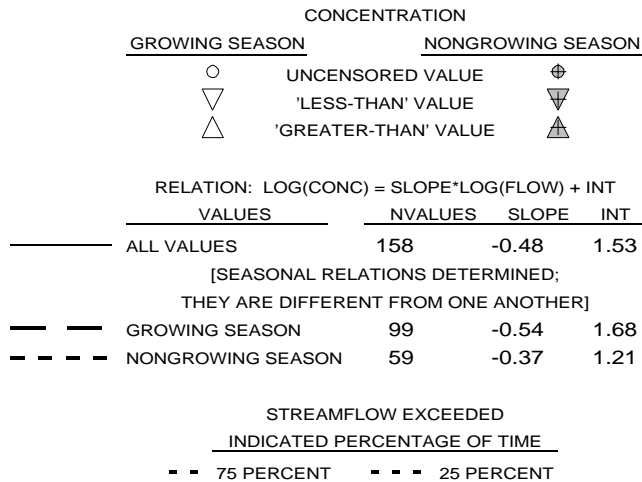 CONCENTRATION
GROWING SEASON NONGROWING SEASON
UNCENSORED VALUE
'LESS-THAN' VALUE
'GREATER-THAN' VALUE
RELATION: LOG(CONC) = SLOPE*LOG(FLOW) + INT
VALUES NVALUES SLOPE INT
ALL VALUES 158 -0.48 1.53
[SEASONAL RELATIONS DETERMINED;
THEY ARE DIFFERENT FROM ONE ANOTHER]
GROWING SEASON 99 -0.54 1.68
NONGROWING SEASON 59 -0.37 1.21
STREAMFLOW EXCEEDED
INDICATED PERCENTAGE OF TIME
75 PERCENT 25 PERCENT